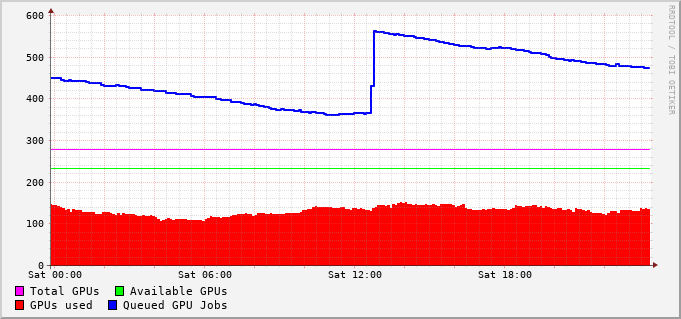 RRDTOOL / TOBI OETIKER
600
500
400
300
200
100
0
Sat 00:00 Sat 06:00 Sat 12:00 Sat 18:00
Total GPUs Available GPUs
GPUs used Queued GPU Jobs